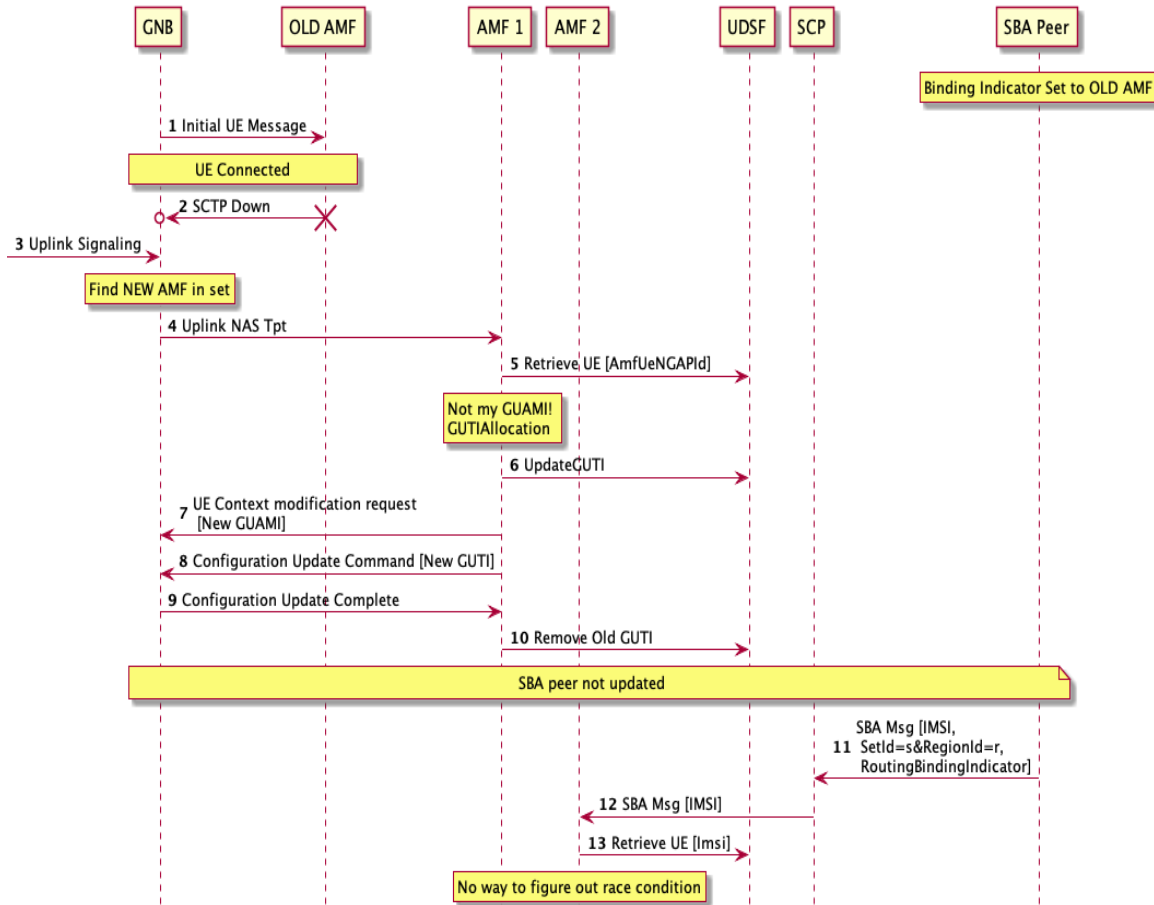 GNB
OLD AMF
AMF 1
AMF 2
UDSF
SCP
SBA Peer
Binding Indicator Set to OLD AMF
1 Initial UE Message
UE Connected
2 SCTP Down
3 Uplink Signaling
Find NEW AMF in set
4 Uplink NAS Tpt
5 Retrieve UE [AmfUeNGAPId]
Not my GUAMI!
GUTIAllocation
6 UpdateGUTI
7 UE Context modification request
[New GUAMI]
8 Configuration Update Command [New GUTI]
9 Configuration Update Complete
10 Remove Old GUTI
SBA peer not updated
SBA Msg [IMSI,
11 SetId=s&RegionId=r,
RoutingBindingIndicator]
12 SBA Msg [IMSI]
13 Retrieve UE [Imsi]
No way to figure out race condition